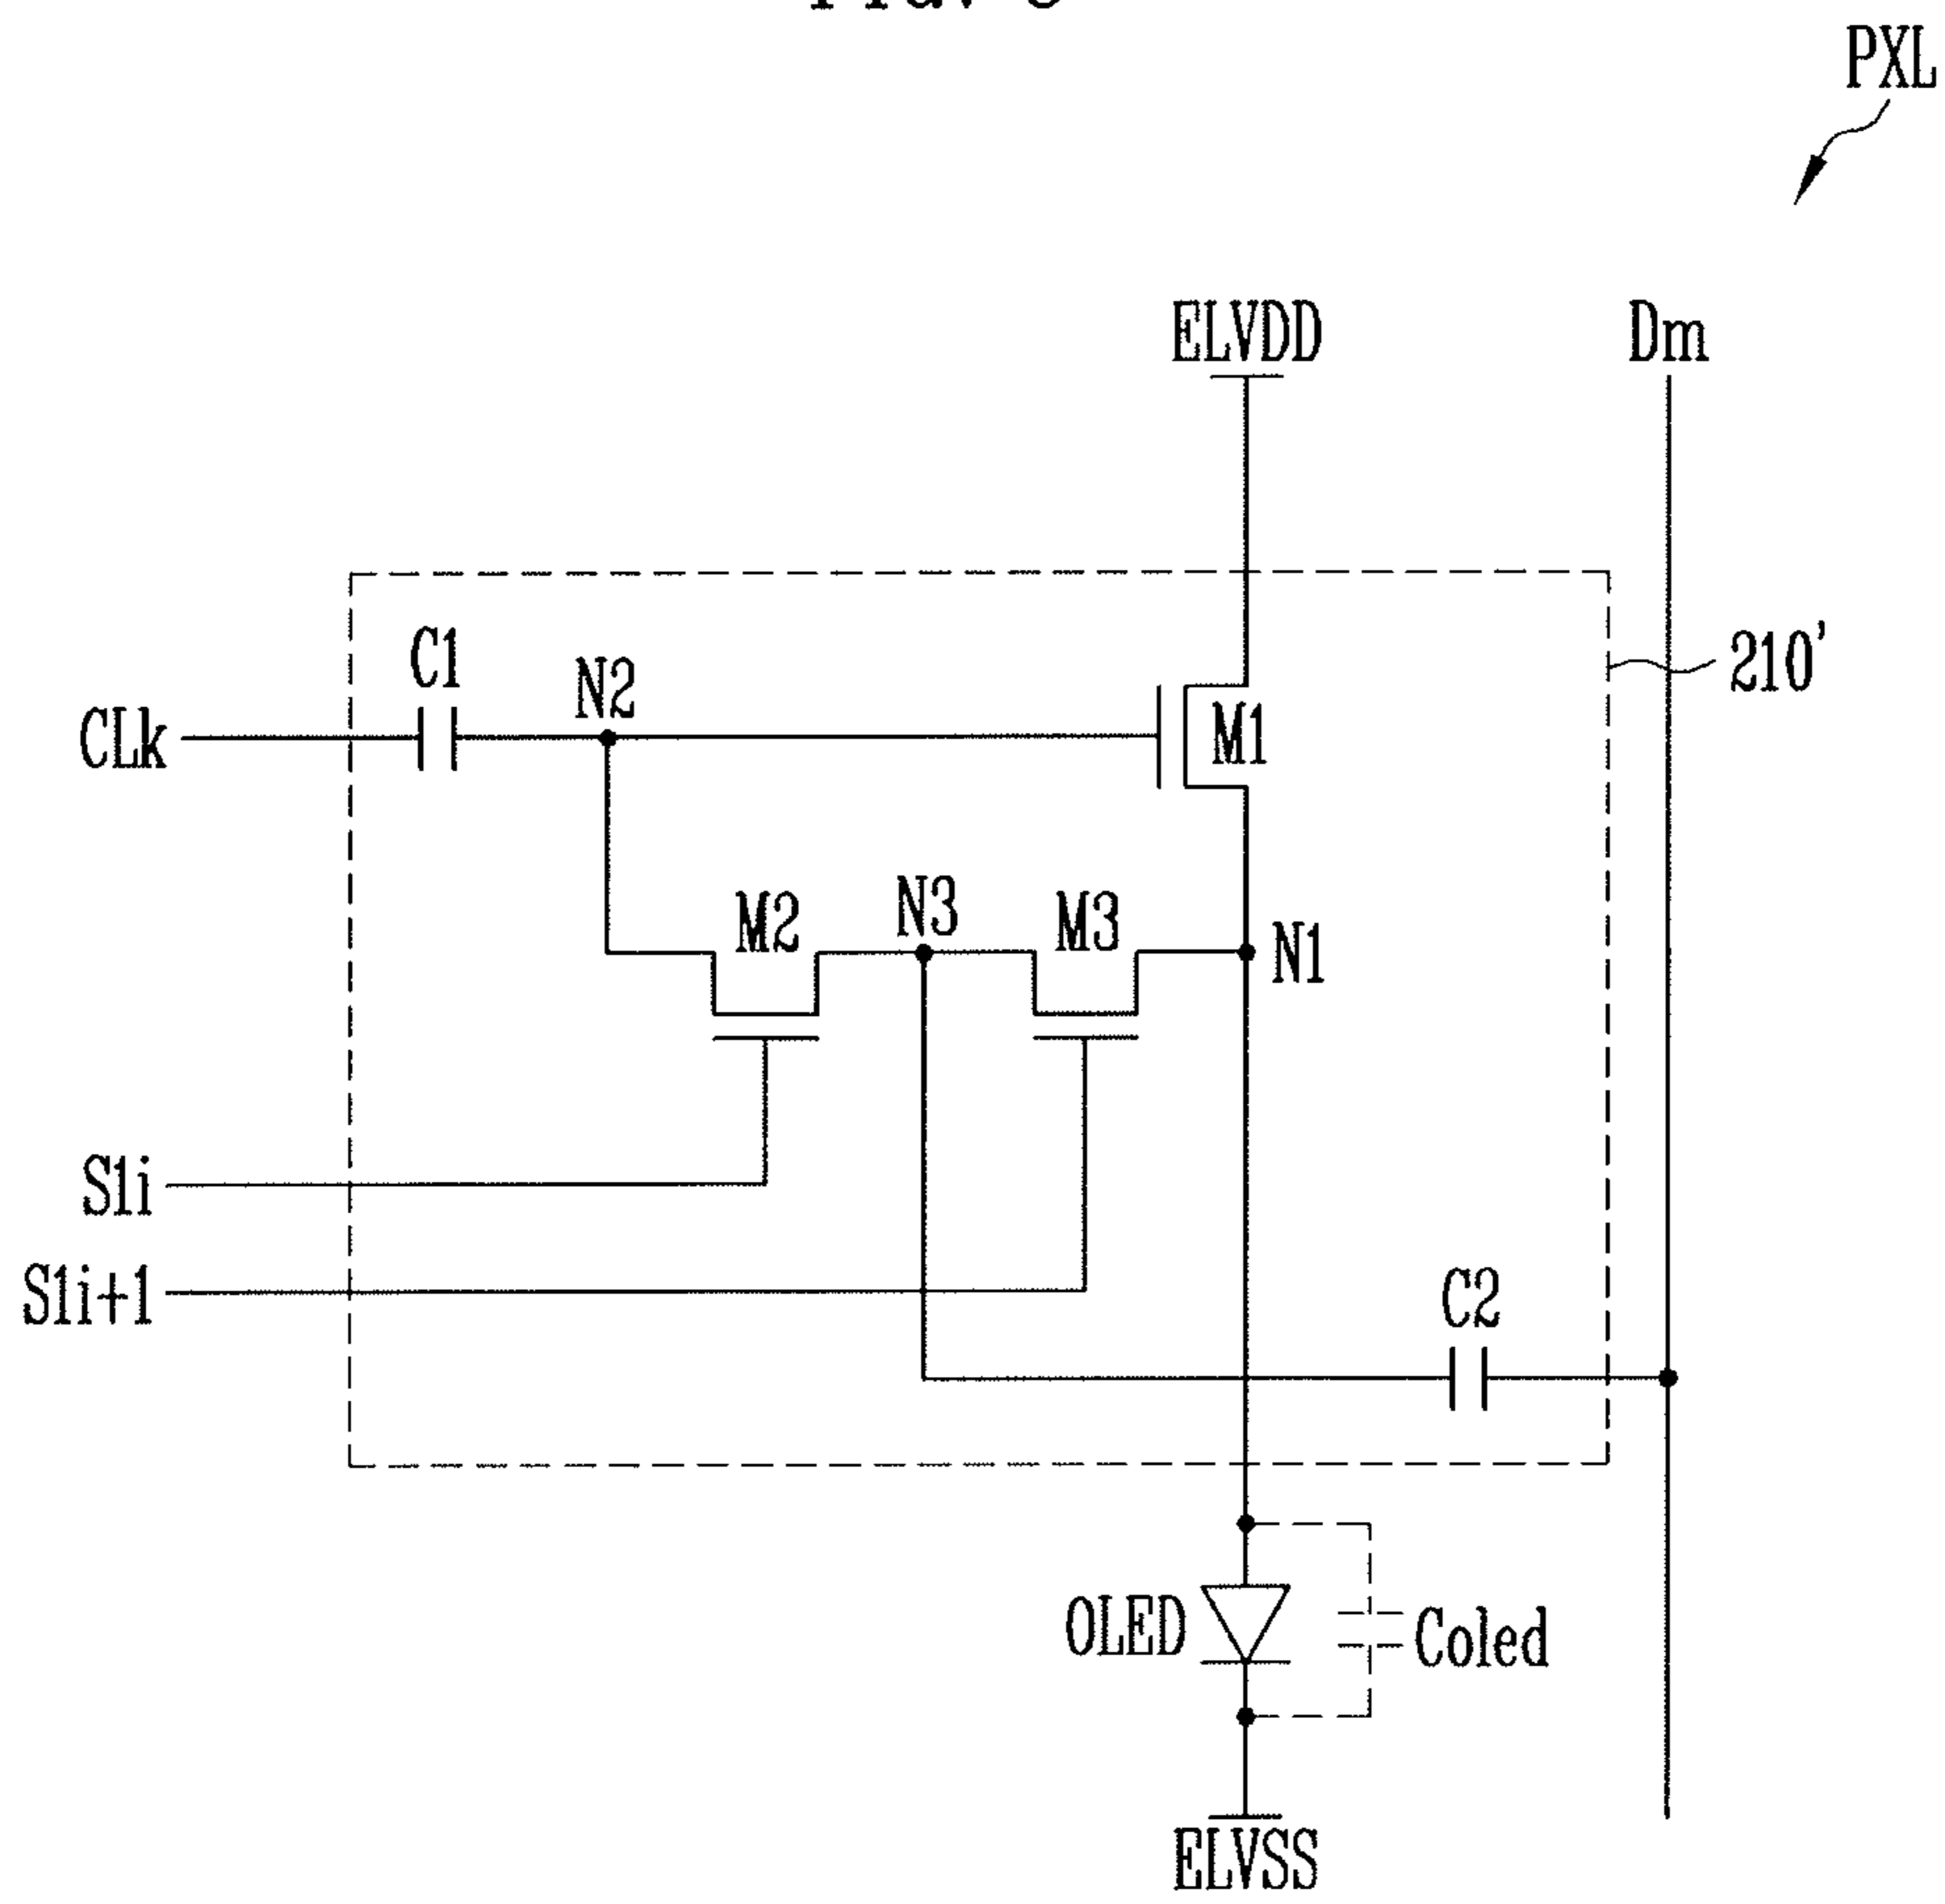 PXL
ELVDD
Dm
C1
N2
210'
CLk
M1
M2
N3
M3
N1
S1i
S1i+1
C2
OLED
Coled
ELVSS